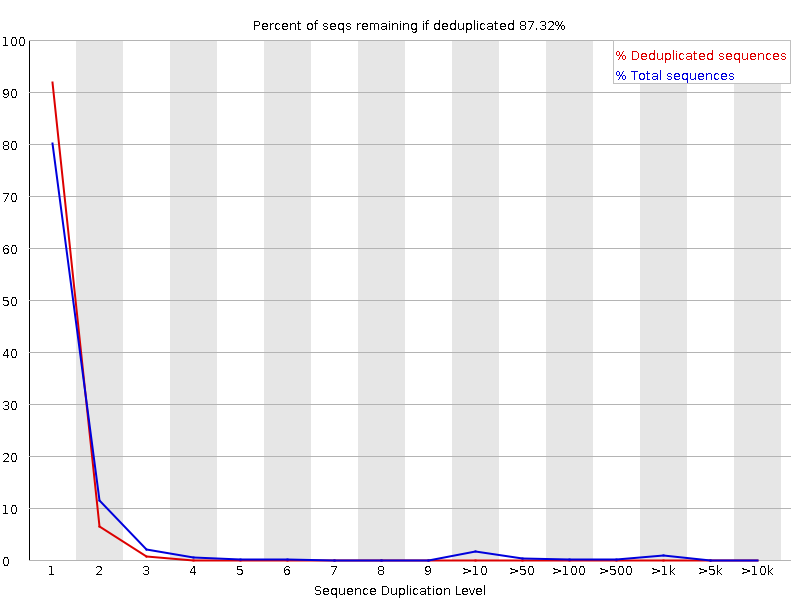 Percent of seqs remaining if deduplicated 87.32%
% Deduplicated sequences
% Total sequences
100
90
80
70
60
50
40
30
20
10
0
1 2 3 4 5 6 7 8 9 >10 >50 >100 >500 >1k >5k >10k
Sequence Duplication Level